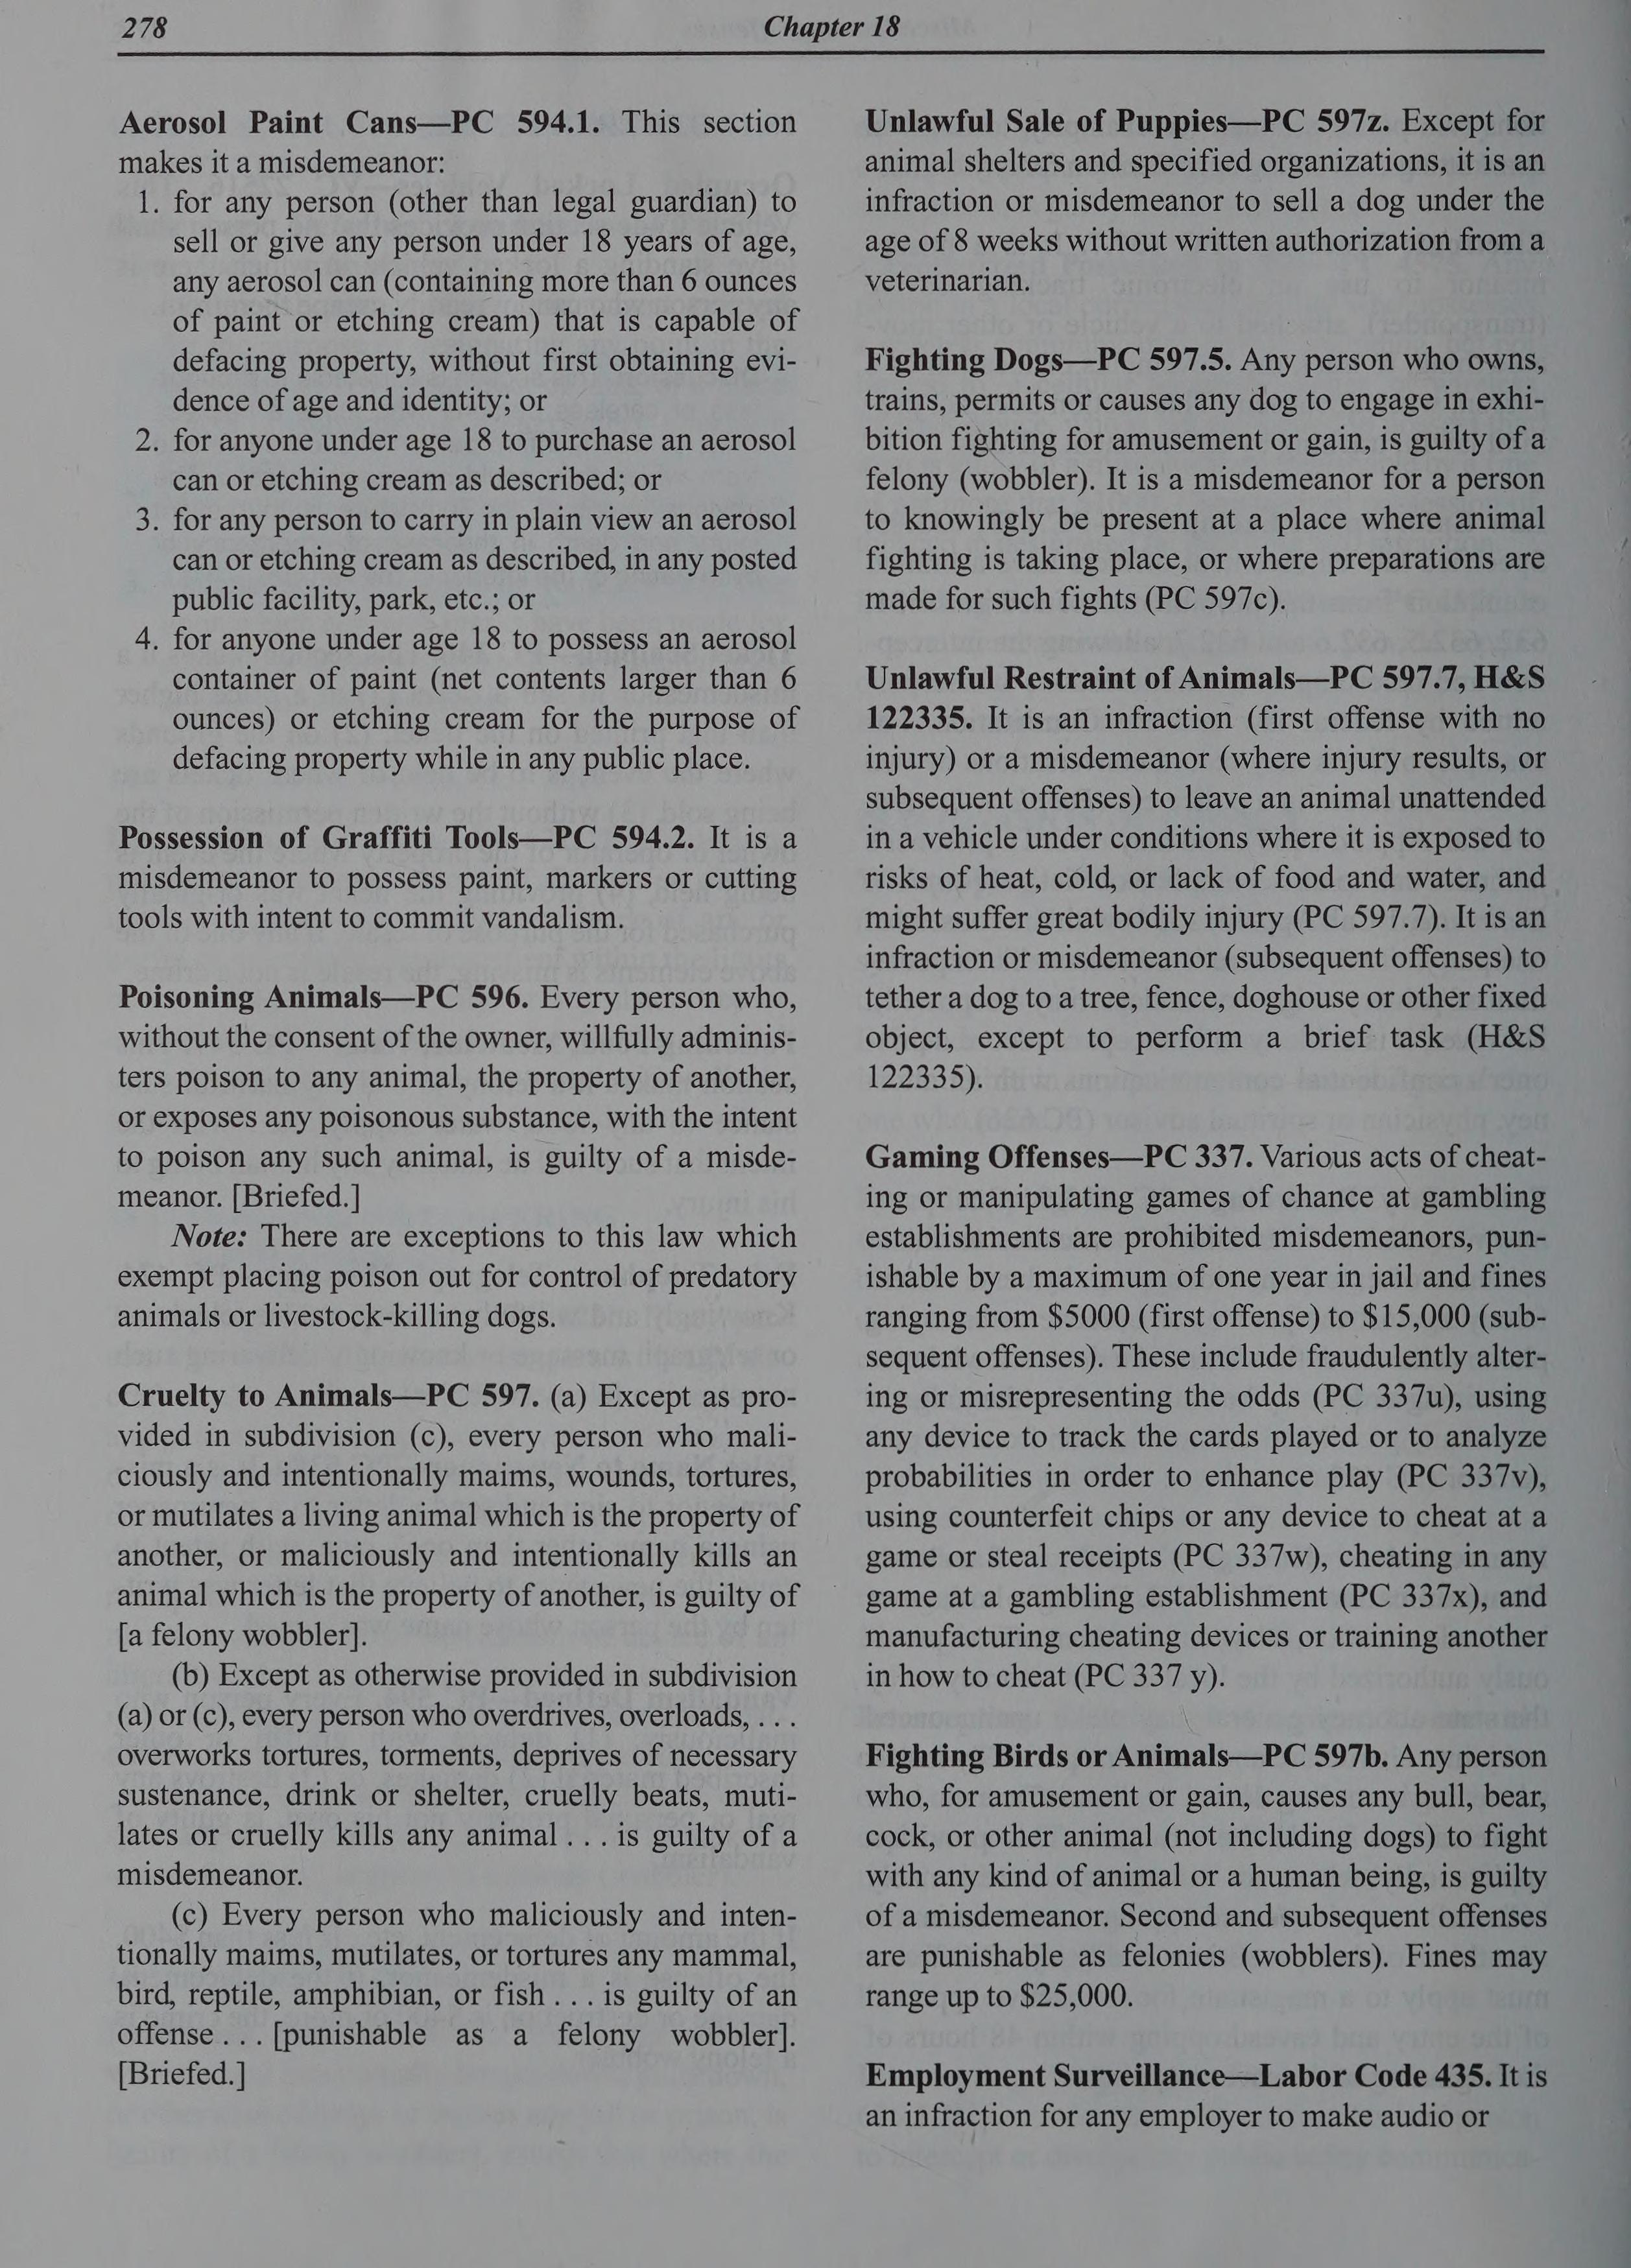 278
Chapter 18
Aerosol Paint Cans—PC 594.1. This section
makes it a misdemeanor:
1. for any person (other than legal guardian) to
sell or give any person under 18 years of age,
any aerosol can (containing more than 6 ounces
of paint or etching cream) that is capable of
defacing property, without first obtaining evi-
dence of age and identity; or
2. for anyone under age 18 to purchase an aerosol
can or etching cream as described; or
3. for any person to carry in plain view an aerosol
can or etching cream as described, in any posted
public facility, park, etc.; or
4. for anyone under age 18 to possess an aerosol
container of paint (net contents larger than 6
ounces) or etching cream for the purpose of
defacing property while in any public place.
Possession of Graffiti Tools—PC 594.2. It is a
misdemeanor to possess paint, markers or cutting
tools with intent to commit vandalism.
Poisoning Animals—PC 596. Every person who,
without the consent of the owner, willfully adminis-
ters poison to any animal, the property of another,
or exposes any poisonous substance, with the intent
to poison any such animal, is guilty of a misde-
meanor. [Briefed.]
Note: There are exceptions to this law which
exempt placing poison out for control of predatory
animals or livestock-killing dogs.
Cruelty to Animals—PC 597. (a) Except as pro-
vided in subdivision (c), every person who mali-
ciously and intentionally maims, wounds, tortures,
or mutilates a living animal which is the property of
another, or maliciously and intentionally kills an
animal which is the property of another, is guilty of
[a felony wobbler].
(b) Except as otherwise provided in subdivision
(a) or (c), every person who overdrives, overloads, . . .
overworks tortures, torments, deprives of necessary
sustenance, drink or shelter, cruelly beats, muti-
lates or cruelly kills any animal . . . is guilty of a
misdemeanor.
(c) Every person who maliciously and inten-
tionally maims, mutilates, or tortures any mammal,
bird, reptile, amphibian, or fish . . . is guilty of an
offense . . . [punishable as a felony wobbler].
[Briefed.]
Unlawful Sale of Puppies—PC 597z. Except for
animal shelters and specified organizations, it is an
infraction or misdemeanor to sell a dog under the
age of 8 weeks without written authorization from a
veterinarian.
Fighting Dogs—PC 597.5. Any person who owns,
trains, permits or causes any dog to engage in exhi-
bition fighting for amusement or gain, is guilty of a
felony (wobbler). It is a misdemeanor for a person
to knowingly be present at a place where animal
fighting is taking place, or where preparations are
made for such fights (PC 597c).
Unlawful Restraint of Animals—PC 597.7, H&S
122335. It is an infraction (first offense with no
injury) or a misdemeanor (where injury results, or
subsequent offenses) to leave an animal unattended
in a vehicle under conditions where it is exposed to
risks of heat, cold, or lack of food and water, and
might suffer great bodily injury (PC 597.7). It is an
infraction or misdemeanor (subsequent offenses) to
tether a dog to a tree, fence, doghouse or other fixed
object, except to perform a brief task (H&S
122335).
Gaming Offenses—PC 337. Various acts of cheat-
ing or manipulating games of chance at gambling
establishments are prohibited misdemeanors, pun-
ishable by a maximum of one year in jail and fines
ranging from $5000 (first offense) to $15,000 (sub-
sequent offenses). These include fraudulently alter-
ing or misrepresenting the odds (PC 337u), using
any device to track the cards played or to analyze
probabilities in order to enhance play (PC 337v),
using counterfeit chips or any device to cheat at a
game or steal receipts (PC 337w), cheating in any
game at a gambling establishment (PC 337x), and
manufacturing cheating devices or training another
in how to cheat (PC 337 y).
Fighting Birds or Animals—PC 597b. Any person
who, for amusement or gain, causes any bull, bear,
cock, or other animal (not including dogs) to fight
with any kind of animal or a human being, is guilty
of a misdemeanor. Second and subsequent offenses
are punishable as felonies (wobblers). Fines may
range up to $25,000.
Employment Surveillance—Labor Code 435. It is
an infraction for any employer to make audio or